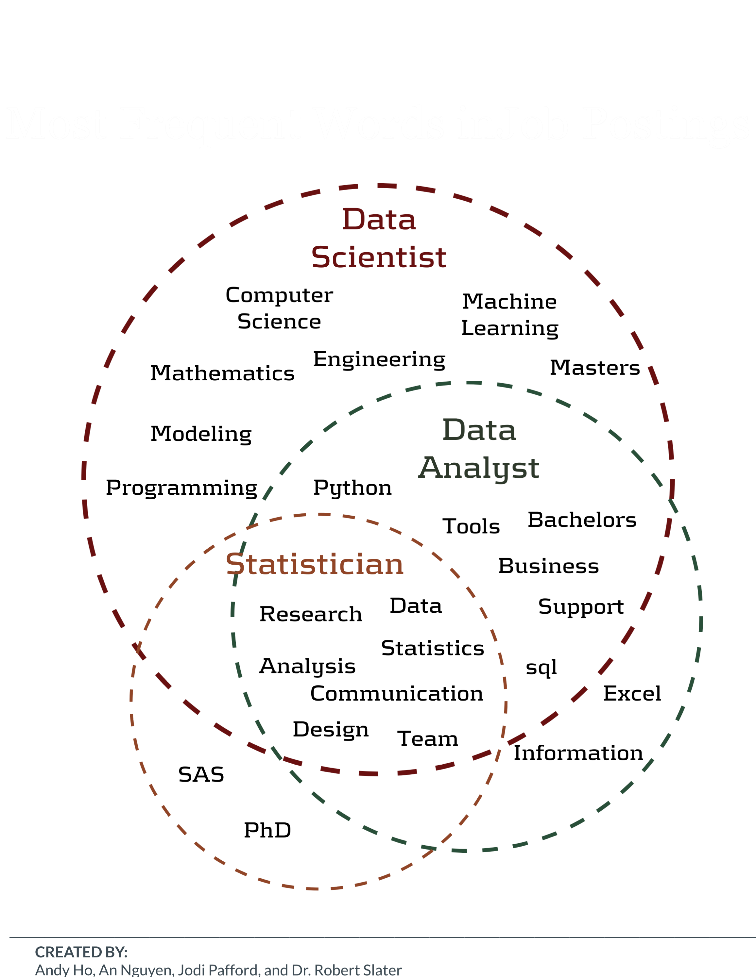 Data
Scientist
Computer
Science
Machine
Learning
Engineering
Mathematics
Masters
Modeling
Data
Analyst
Programming
Python
Tools
Bachelors
Statistician
Business
Research
Data
Support
Statistics
Analysis
sql
Communication
Excel
Design
Team
Information
SAS
PhD
CREATED BY:
Andy Ho, An Nguyen, Jodi Pafford, and Dr. Robert Slater